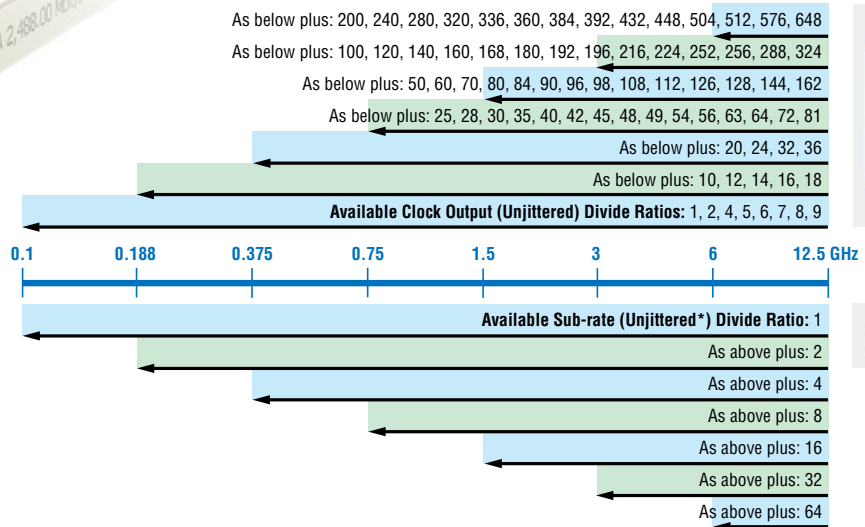 A 2,488.00 MBits
As below plus: 200, 240, 280, 320, 336, 360, 384, 392, 432, 448, 504, 512, 576, 648
As below plus: 100, 120, 140, 160, 168, 180, 192, 196, 216, 224, 252, 256, 288, 324
As below plus: 50, 60, 70, 80, 84, 90, 96, 98, 108, 112, 126, 128, 144, 162
As below plus: 25, 28, 30, 35, 40, 42, 45, 48, 49, 54, 56, 63, 64, 72, 81
As below plus: 20, 24, 32, 36
As below plus: 10, 12, 14, 16, 18
Available Clock Output (Unjittered) Divide Ratios: 1, 2, 4, 5, 6, 7, 8, 9
0.1 0.188 0.375 0.75 1.5 3 6 12.5 GHz
Available Sub-rate (Unjittered*) Divide Ratio: 1
As above plus: 2
As above plus: 4
As above plus: 8
As above plus: 16
As above plus: 32
As above plus: 64